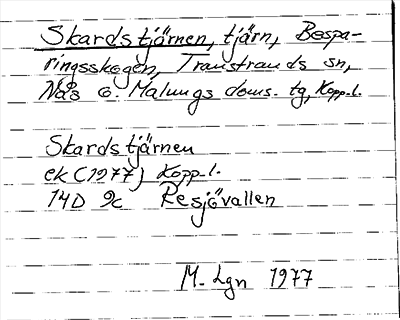 Skardstjärnen, tjärn, Bespa-
ringsskogen, Transtrands sn,
Nås o. Malungs doms. tg, Kopp.l.
Skardstjärnen
ek (1977) Kopp.l.
14D 9c Resjövallen
M. Lgn 1977